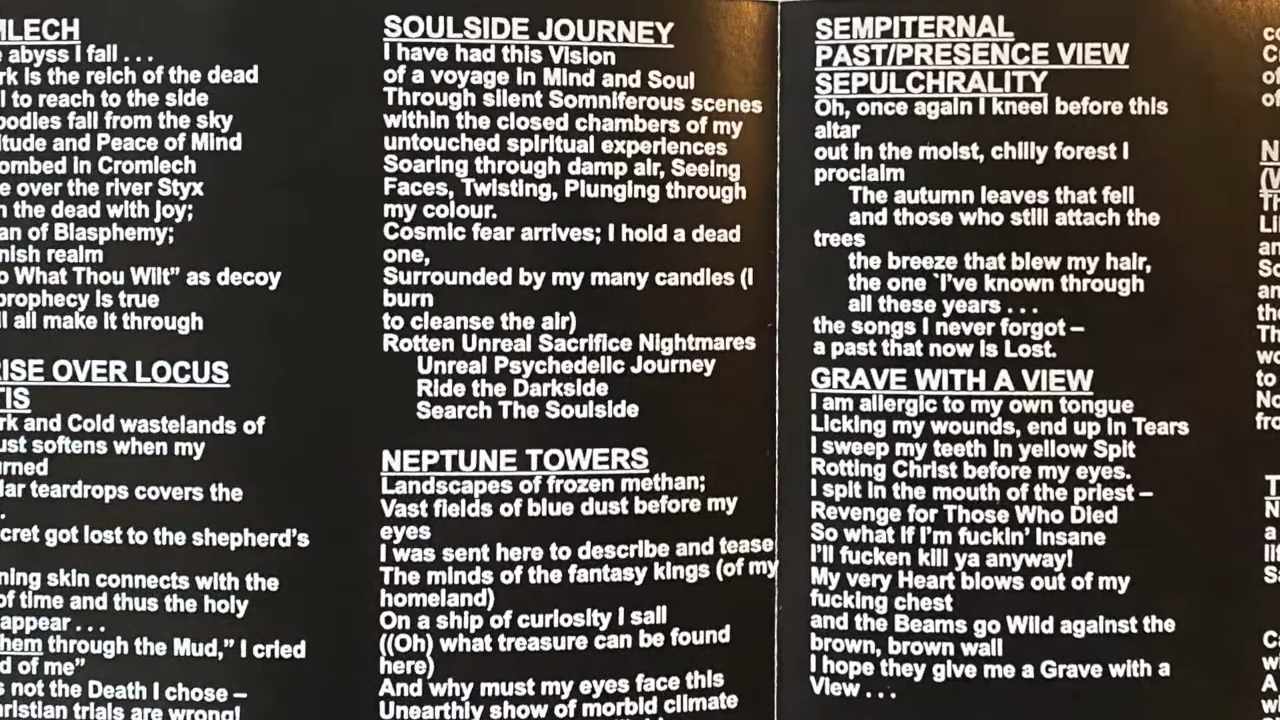 MLECH
abyss I fall . . .
rk is the reich of the dead
l to reach to the side
bodies fall from the sky
itude and Peace of Mind
ombed in Cromlech
e over the river Styx
n the dead with joy;
an of Blasphemy;
nish realm
o What Thou Wilt” as decoy
prophecy is true
ll all make it through
RISE OVER LOCUS
TIS
rk and Cold wastelands of
ust softens when my
urned
lar teardrops covers the
.
cret got lost to the shepherd's
ning skin connects with the
of time and thus the holy
appear . . .
hem through the Mud,” I cried
d of me”
s not the Death I chose –
hristian trials are wrong!
SOULSIDE JOURNEY
I have had this Vision
of a voyage in Mind and Soul
Through silent Somniferous scenes
within the closed chambers of my
untouched spiritual experiences
Soaring through damp air, Seeing
Faces, Twisting, Plunging through
my colour.
Cosmic fear arrives; I hold a dead
one,
Surrounded by my many candles (I
burn
to cleanse the air)
Rotten Unreal Sacrifice Nightmares
Unreal Psychedelic Journey
Ride the Darkside
Search The Soulside
NEPTUNE TOWERS
Landscapes of frozen methan;
Vast fields of blue dust before my
eyes
I was sent here to describe and tease
The minds of the fantasy kings (of my
homeland)
On a ship of curiosity I sail
((Oh) what treasure can be found
here)
And why must my eyes face this
Unearthly show of morbid climate
SEMPITERNAL
PAST/PRESENCE VIEW
SEPULCHRALITY
Oh, once again I kneel before this
altar
out in the moist, chilly forest I
proclaim
The autumn leaves that fell
and those who still attach the
trees
the breeze that blew my hair,
the one `I've known through
all these years . . .
the songs I never forgot –
a past that now is Lost.
GRAVE WITH A VIEW
I am allergic to my own tongue
Licking my wounds, end up in Tears
I sweep my teeth in yellow Spit
Rotting Christ before my eyes.
I spit in the mouth of the priest –
Revenge for Those Who Died
So what if I'm fuckin' Insane
I'll fucken kill ya anyway!
My very Heart blows out of my
fucking chest
and the Beams go Wild against the
brown, brown wall
I hope they give me a Grave with a
View . . .